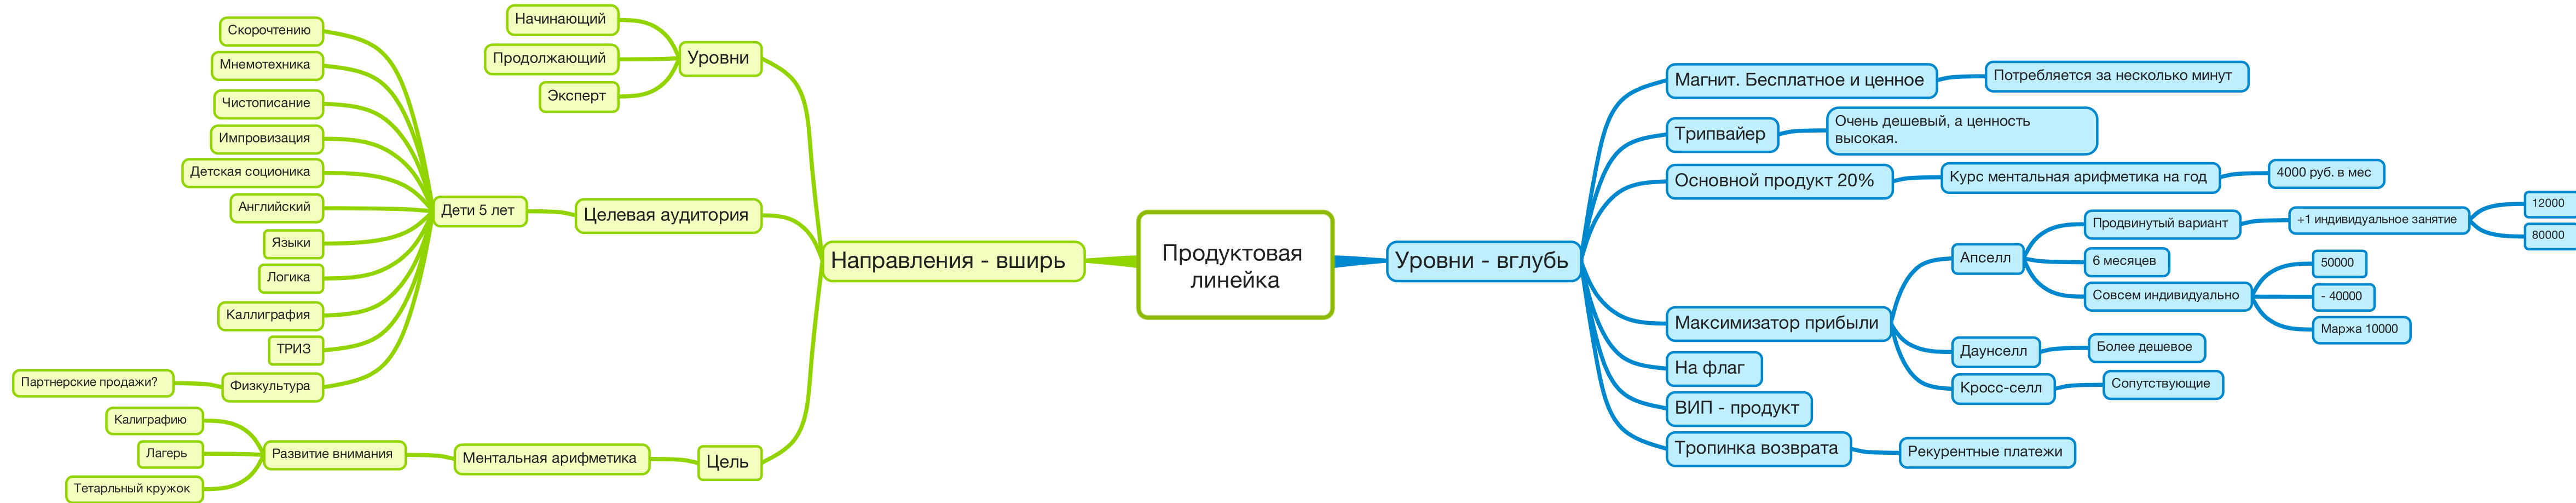 Продуктовая
линейка
Направления - вширь
Уровни
Начинающий
Продолжающий
Эксперт
Целевая аудитория
Дети 5 лет
Скорочтению
Мнемотехника
Чистописание
Импровизация
Детская соционика
Английский
Языки
Логика
Каллиграфия
ТРИЗ
Физкультура
Партнерские продажи?
Цель
Ментальная арифметика
Развитие внимания
Калиграфию
Лагерь
Тетарльный кружок
Уровни - вглубь
Магнит. Бесплатное и ценное
Потребляется за несколько минут
Трипвайер
Очень дешевый, а ценность
высокая.
Основной продукт 20%
Курс ментальная арифметика на год
4000 руб. в мес
Максимизатор прибыли
Апселл
Продвинутый вариант
+1 индивидуальное занятие
12000
80000
6 месяцев
Совсем индивидуально
50000
- 40000
Маржа 10000
Даунселл
Более дешевое
Кросс-селл
Сопутствующие
На флаг
ВИП - продукт
Тропинка возврата
Рекурентные платежи